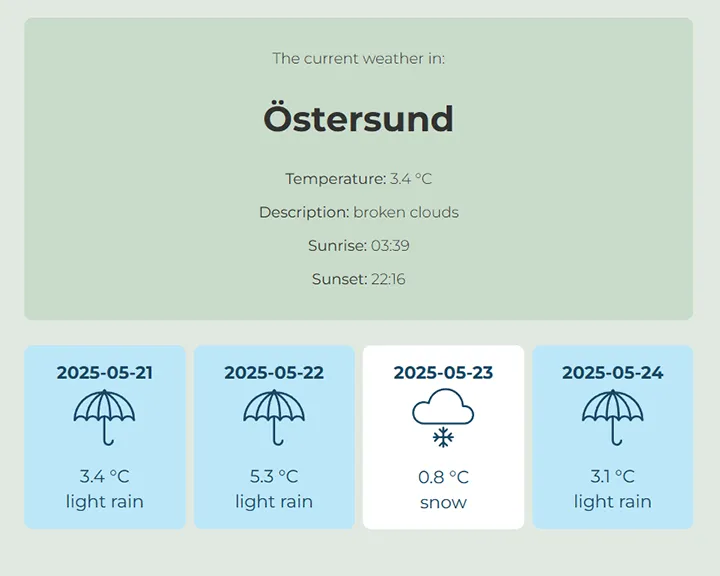 The current weather in:
Östersund
Temperature: 3.4 °C
Description: broken clouds
Sunrise: 03:39
Sunset: 22:16
2025-05-21
3.4 °C
light rain
2025-05-22
5.3 °C
light rain
2025-05-23
0.8 °C
snow
2025-05-24
3.1 °C
light rain